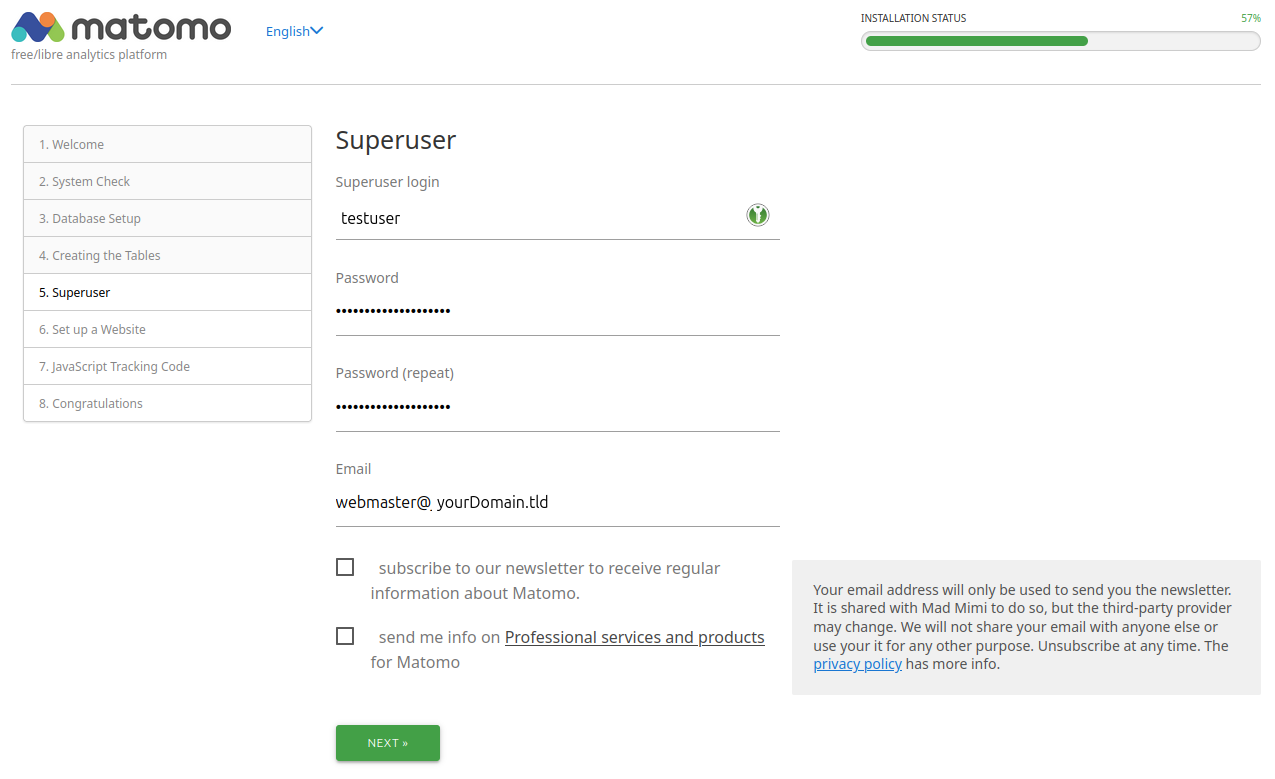 matomo
free/libre analytics platform
English
INSTALLATION STATUS 57%
1. Welcome
2. System Check
3. Database Setup
4. Creating the Tables
5. Superuser
6. Set up a Website
7. JavaScript Tracking Code
8. Congratulations
Superuser
Superuser login
testuser
Password
••••••••••••••••••••
Password (repeat)
••••••••••••••••••••
Email
webmaster@ yourDomain.tld
subscribe to our newsletter to receive regular
information about Matomo.
send me info on Professional services and products
for Matomo
Your email address will only be used to send you the newsletter.
It is shared with Mad Mimi to do so, but the third-party provider
may change. We will not share your email with anyone else or
use your it for any other purpose. Unsubscribe at any time. The
privacy policy has more info.
NEXT »